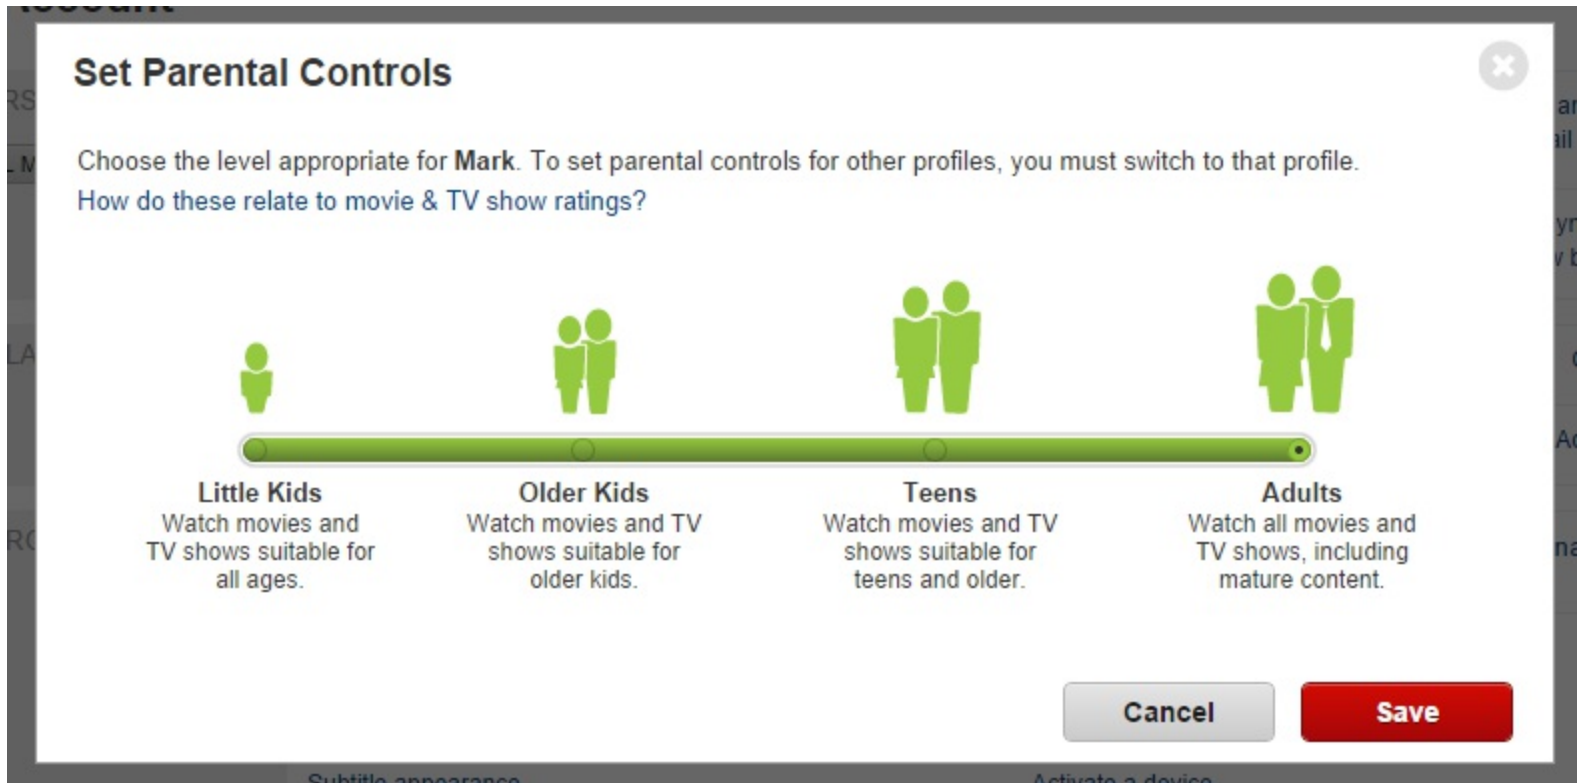 Set Parental Controls
Choose the level appropriate for Mark. To set parental controls for other profiles, you must switch to that profile.
How do these relate to movie & TV show ratings?
Little Kids
Watch movies and
TV shows suitable for
all ages.
Older Kids
Watch movies and TV
shows suitable for
older kids.
Teens
Watch movies and TV
shows suitable for
teens and older.
Adults
Watch all movies and
TV shows, including
mature content.
Cancel
Save
Subtitle appearance
Activate a device